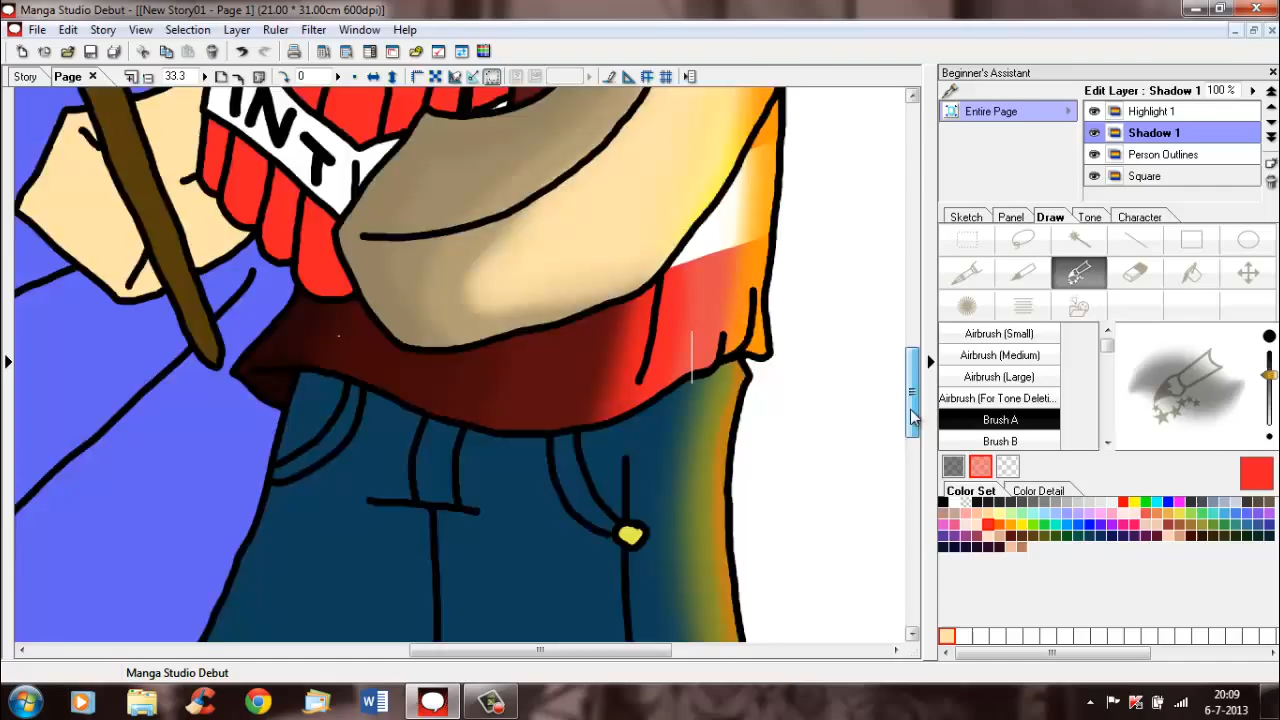 Manga Studio Debut - [[New Story01 - Page 1] (21.00 * 31.00cm 600dpi)]
File Edit Story View Selection Layer Ruler Filter Window Help
Story Page 33.3 0
INTI
Beginner's Assistant
Edit Layer : Shadow 1 100 %
Entire Page
Highlight 1
Shadow 1
Person Outlines
Square
Sketch Panel Draw Tone Character
Airbrush (Small)
Airbrush (Medium)
Airbrush (Large)
Airbrush (For Tone Deleti...
Brush A
Brush B
Color Set Color Detail
Manga Studio Debut
20:09
6-7-2013